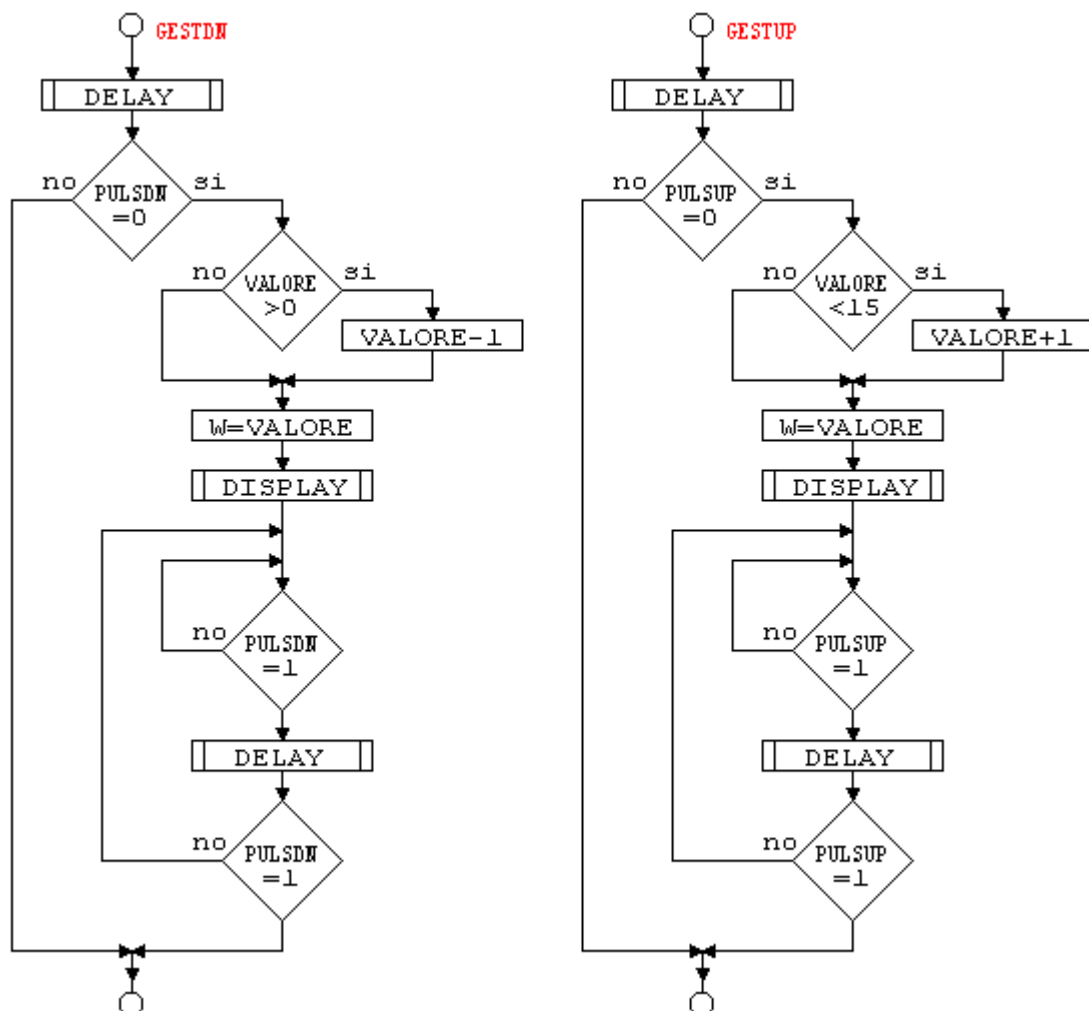 GESTDN
DELAY
no
si
PULSDN
=0
no
si
VALORE
>0
VALORE-1
W=VALORE
DISPLAY
no
PULSDN
=1
DELAY
no
PULSDN
=1
GESTUP
DELAY
no
si
PULSUP
=0
no
si
VALORE
<15
VALORE+1
W=VALORE
DISPLAY
no
PULSUP
=1
DELAY
no
PULSUP
=1